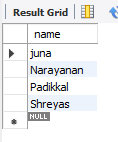 Result Grid
name
juna
Narayanan
Padikkal
Shreyas
NULL